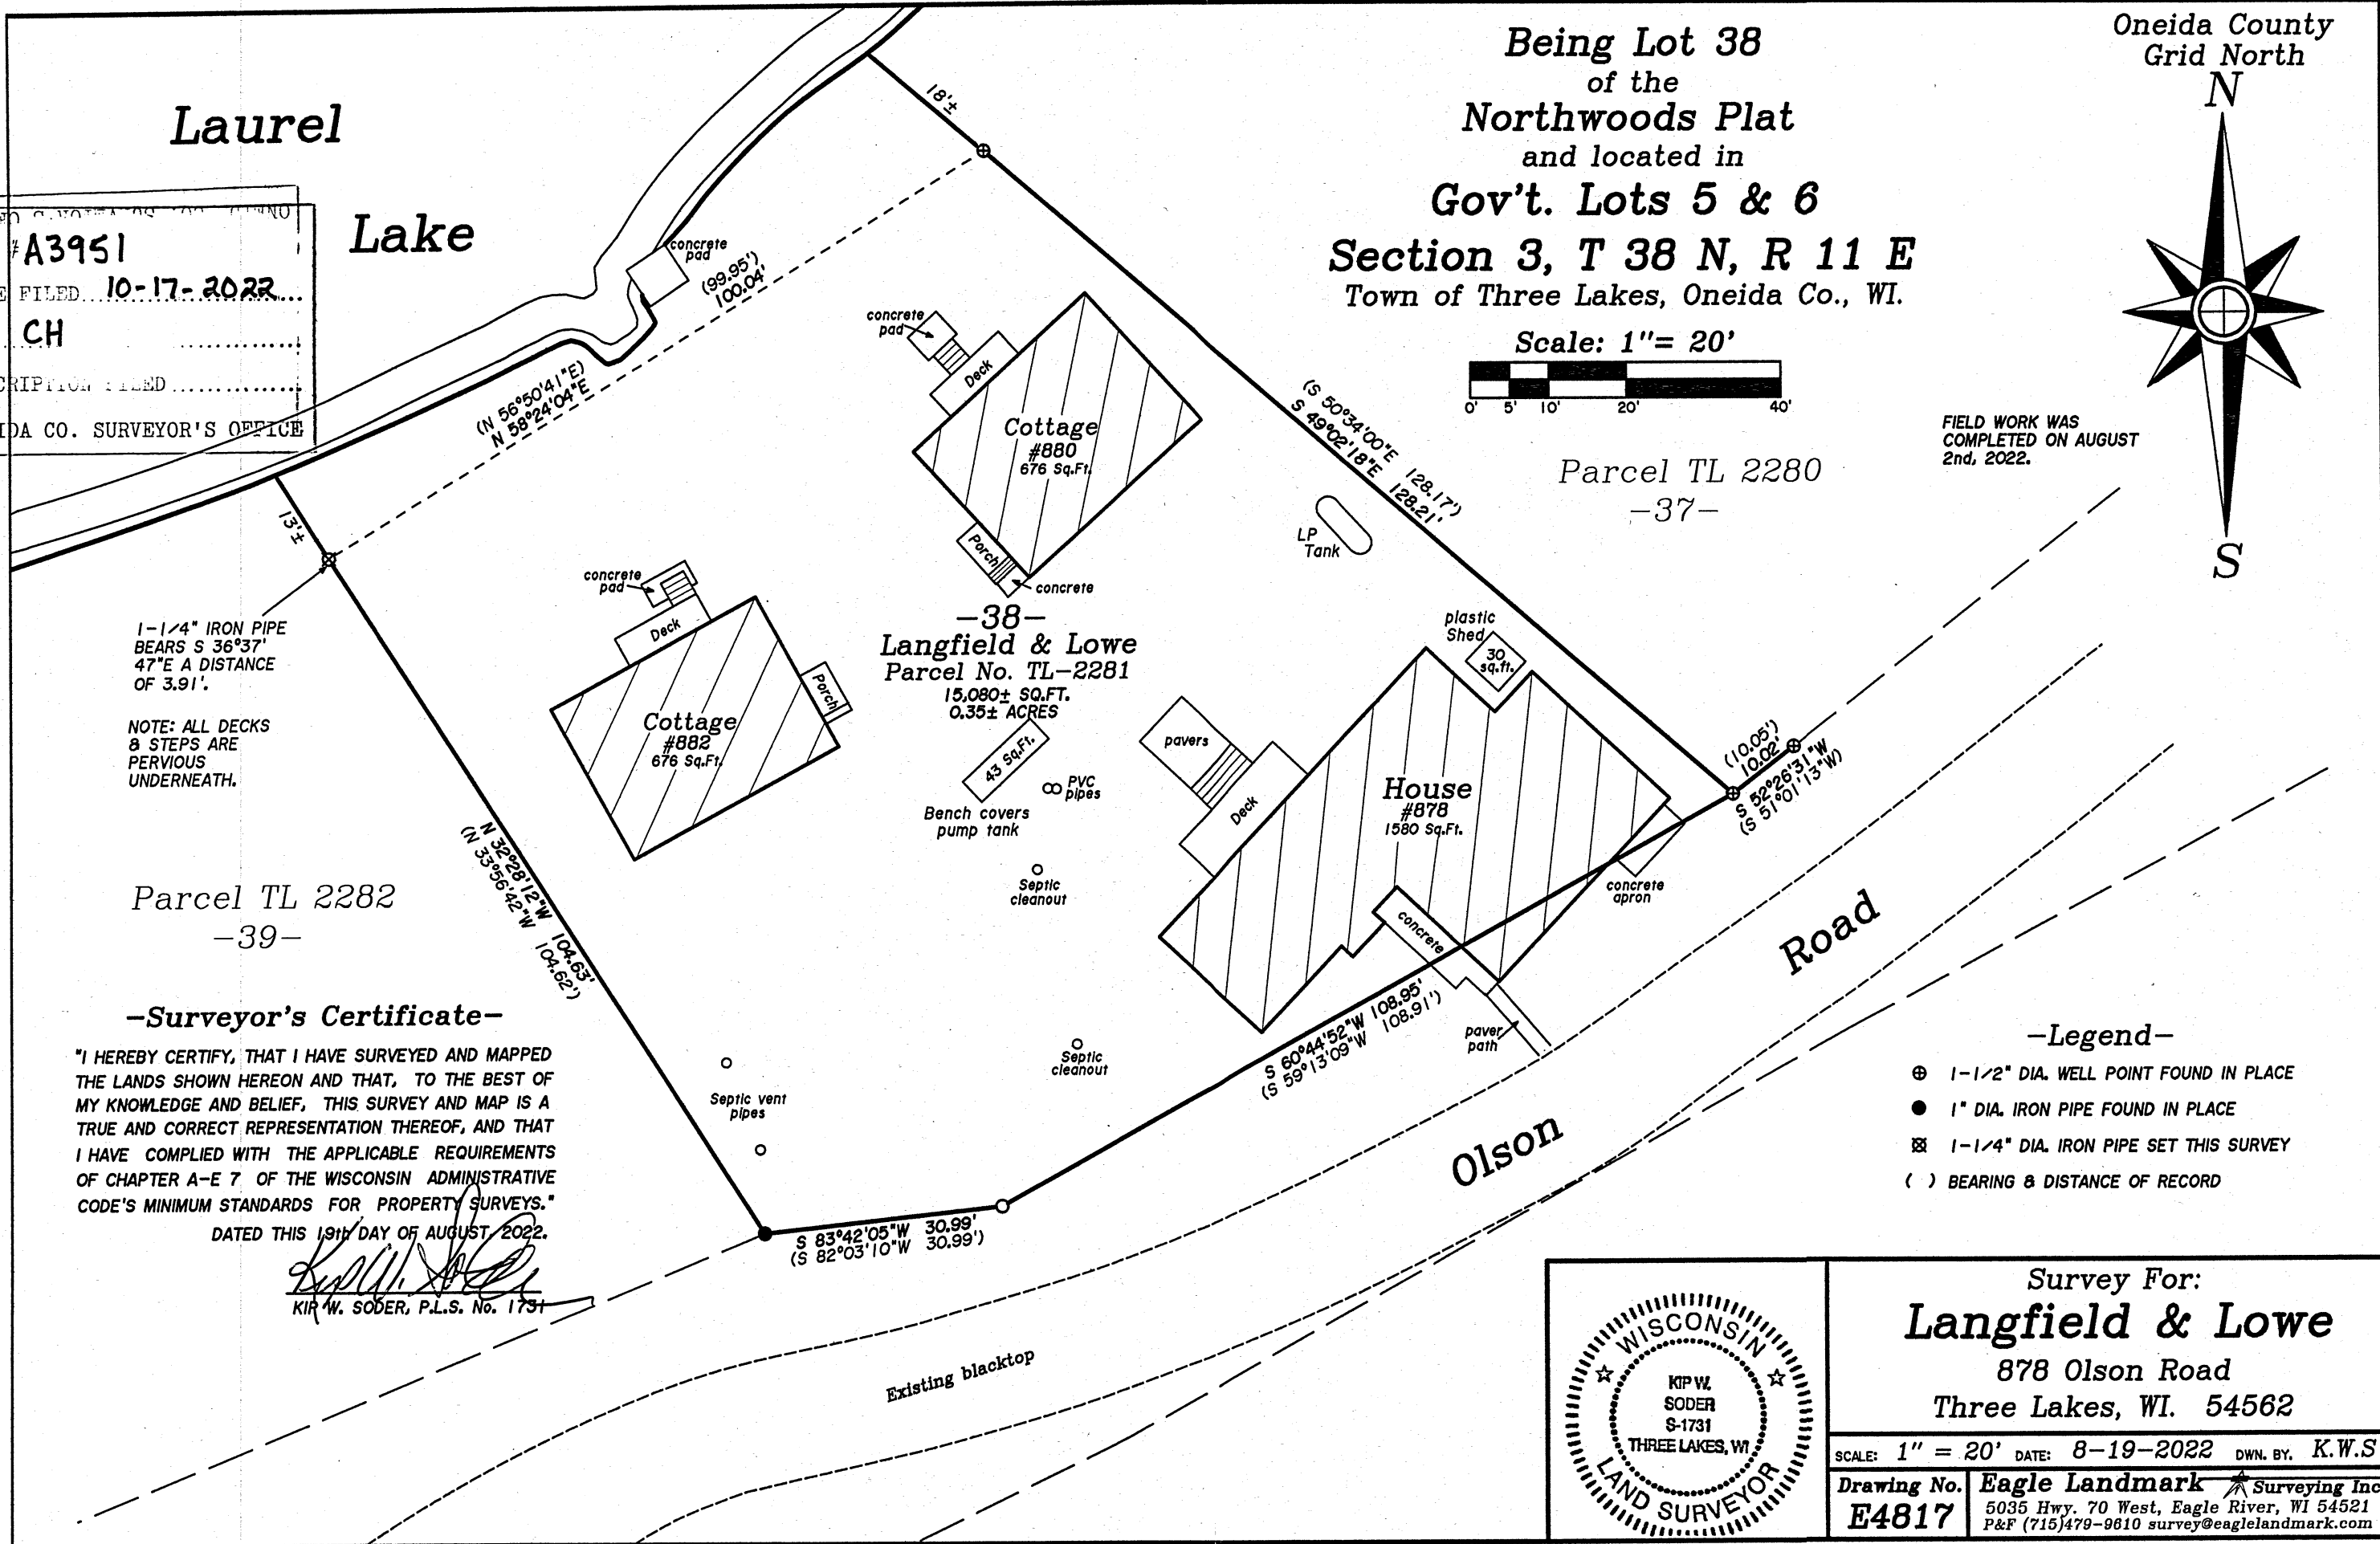 Laurel
Lake
#A3951
FILED 10-17-2022
CH
CO. SURVEYOR'S OFFICE
Being Lot 38
of the
Northwoods Plat
and located in
Gov't. Lots 5 & 6
Section 3, T 38 N, R 11 E
Town of Three Lakes, Oneida Co., WI.
Scale: 1"= 20'
0' 5' 10' 20' 40'
Oneida County
Grid North
N
S
FIELD WORK WAS
COMPLETED ON AUGUST
2nd, 2022.
Parcel TL 2280
-37-
18'±
13'±
concrete
pad
(99.95')
100.04'
(N 56°50'41"E)
N 58°24'04"E
concrete
pad
Deck
Cottage
#880
676 Sq.Ft.
Porch
concrete
(S 50°34'00"E 128.17')
S 49°02'18"E 128.21'
LP
Tank
1-1/4" IRON PIPE
BEARS S 36°37'
47"E A DISTANCE
OF 3.91'.
NOTE: ALL DECKS
& STEPS ARE
PERVIOUS
UNDERNEATH.
concrete
pad
Deck
Porch
Cottage
#882
676 Sq.Ft.
-38-
Langfield & Lowe
Parcel No. TL-2281
15,080± SQ.FT.
0.35± ACRES
43 Sq.Ft.
Bench covers
pump tank
PVC
pipes
Septic
cleanout
pavers
Deck
plastic
Shed
30
sq.ft.
House
#878
1580 Sq.Ft.
concrete
concrete
apron
(10.05')
10.02'
S 52°26'31"W
(S 51°01'13"W)
N 32°28'12"W 104.63'
(N 33°56'42"W 104.62')
Parcel TL 2282
-39-
Septic
cleanout
Septic vent
pipes
S 60°44'52"W 108.95'
(S 59°13'09"W 108.91')
paver
path
S 83°42'05"W 30.99'
(S 82°03'10"W 30.99')
Olson
Road
Existing blacktop
-Surveyor's Certificate-
"I HEREBY CERTIFY, THAT I HAVE SURVEYED AND MAPPED
THE LANDS SHOWN HEREON AND THAT, TO THE BEST OF
MY KNOWLEDGE AND BELIEF, THIS SURVEY AND MAP IS A
TRUE AND CORRECT REPRESENTATION THEREOF, AND THAT
I HAVE COMPLIED WITH THE APPLICABLE REQUIREMENTS
OF CHAPTER A-E 7 OF THE WISCONSIN ADMINISTRATIVE
CODE'S MINIMUM STANDARDS FOR PROPERTY SURVEYS."
DATED THIS 19th DAY OF AUGUST, 2022.
KIP W. SODER, P.L.S. No. 1731
-Legend-
1-1/2" DIA. WELL POINT FOUND IN PLACE
1" DIA. IRON PIPE FOUND IN PLACE
1-1/4" DIA. IRON PIPE SET THIS SURVEY
( ) BEARING & DISTANCE OF RECORD
WISCONSIN
KIP W.
SODER
S-1731
THREE LAKES, WI
LAND SURVEYOR
Survey For:
Langfield & Lowe
878 Olson Road
Three Lakes, WI. 54562
SCALE: 1" = 20' DATE: 8-19-2022 DWN. BY. K.W.S
Drawing No.
E4817
Eagle Landmark Surveying Inc
5035 Hwy. 70 West, Eagle River, WI 54521
P&F (715)479-9610 survey@eaglelandmark.com